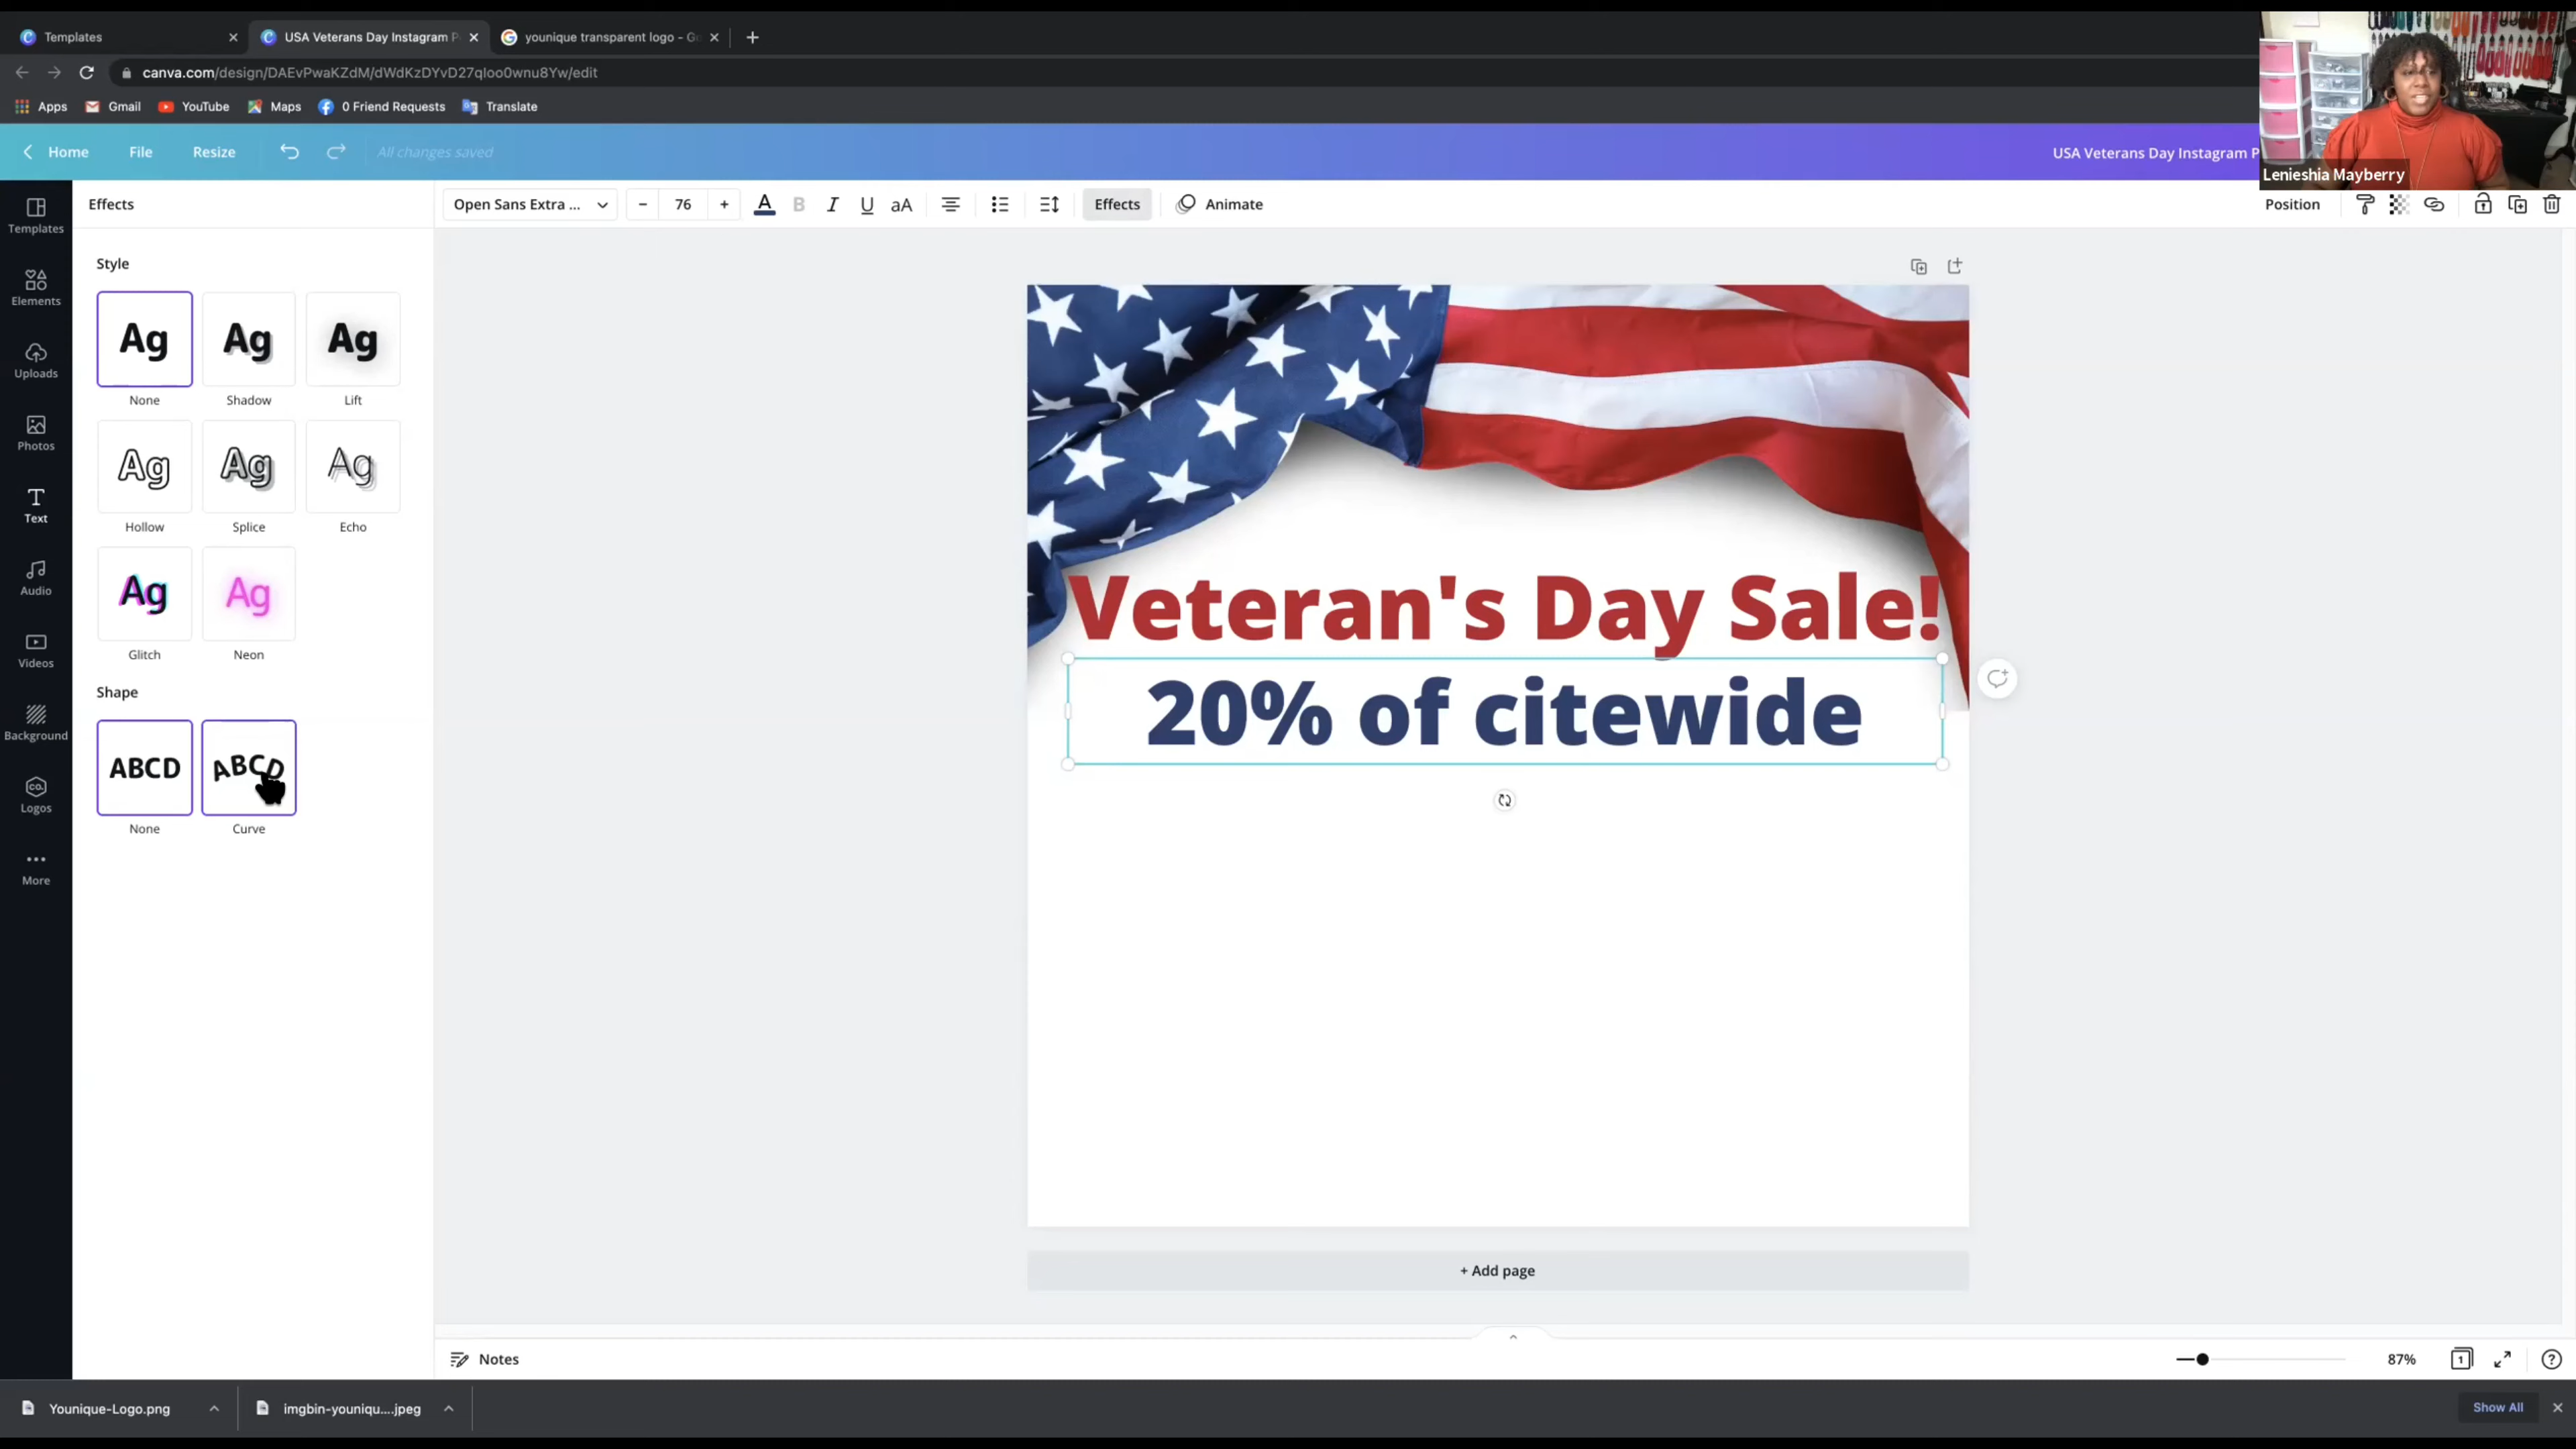 Templates
USA Veterans Day Instagram P
younique transparent logo - G
canva.com/design/DAEvPwaKZdM/dWdKzDYvD27qIoo0wnu8Yw/edit
Apps
Gmail
YouTube
Maps
0 Friend Requests
Translate
Home
File
Resize
All changes saved
USA Veterans Day Instagram P
Lenieshia Mayberry
Effects
Open Sans Extra ...
76
A
B
I
U
aA
Effects
Animate
Position
Templates
Elements
Uploads
Photos
Text
Audio
Videos
Background
CO.
Logos
More
Style
Ag
Ag
Ag
None
Shadow
Lift
Ag
Ag
Ag
Hollow
Splice
Echo
Ag
Ag
Glitch
Neon
Shape
ABCD
ABCD
None
Curve
Veteran's Day Sale!
20% of citewide
+ Add page
Notes
87%
1
Younique-Logo.png
imgbin-youniqu....jpeg
Show All